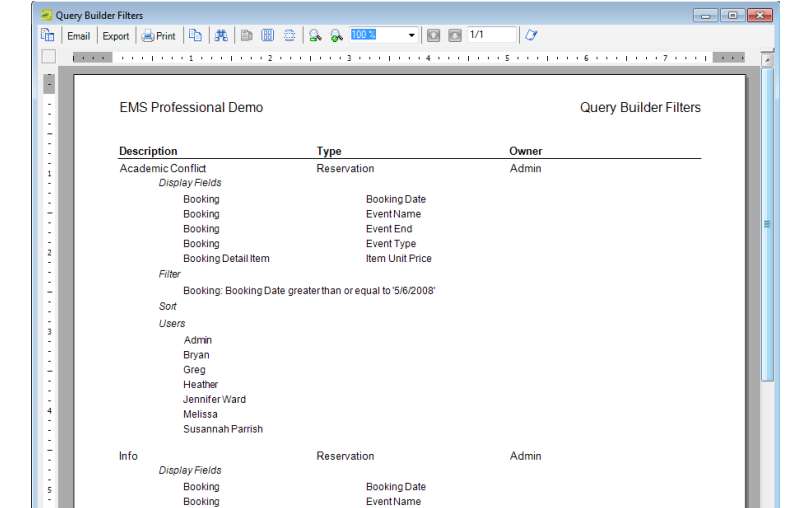 Query Builder Filters
Email Export Print 100 % 1/1
1 2 3 4 5 6 7
EMS Professional Demo Query Builder Filters
Description Type Owner
Academic Conflict Reservation Admin
Display Fields
Booking Booking Date
Booking Event Name
Booking Event End
Booking Event Type
Booking Detail Item Item Unit Price
Filter
Booking: Booking Date greater than or equal to '5/6/2008'
Sort
Users
Admin
Bryan
Greg
Heather
Jennifer Ward
Melissa
Susannah Parrish
Info Reservation Admin
Display Fields
Booking Booking Date
Booking Event Name
1
2
3
4
5